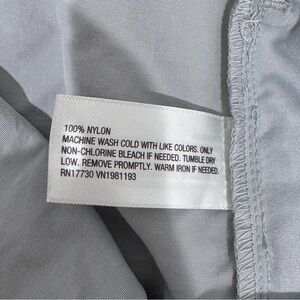 100% NYLON
MACHINE WASH COLD WITH LIKE COLORS. ONLY
NON-CHLORINE BLEACH IF NEEDED. TUMBLE DRY
LOW. REMOVE PROMPTLY. WARM IRON IF NEEDED.
RN17730 VN1981193